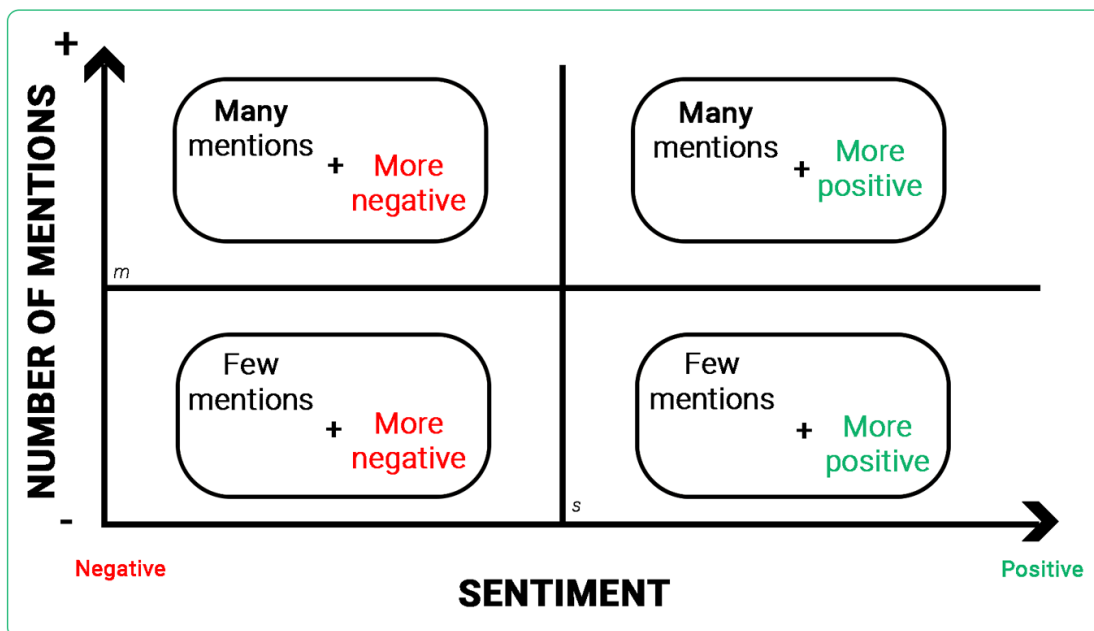 +
NUMBER OF MENTIONS
Many
mentions
+
More
negative
Many
mentions
+
More
positive
m
Few
mentions
+
More
negative
Few
mentions
+
More
positive
s
-
Negative
Positive
SENTIMENT